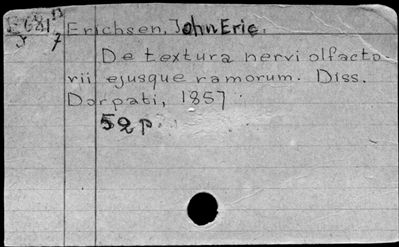 Erichsen, John Eric.
De textura nervi olfacto
rii ejusque ramorum. Diss.
Dorpati, 1857
52 p.